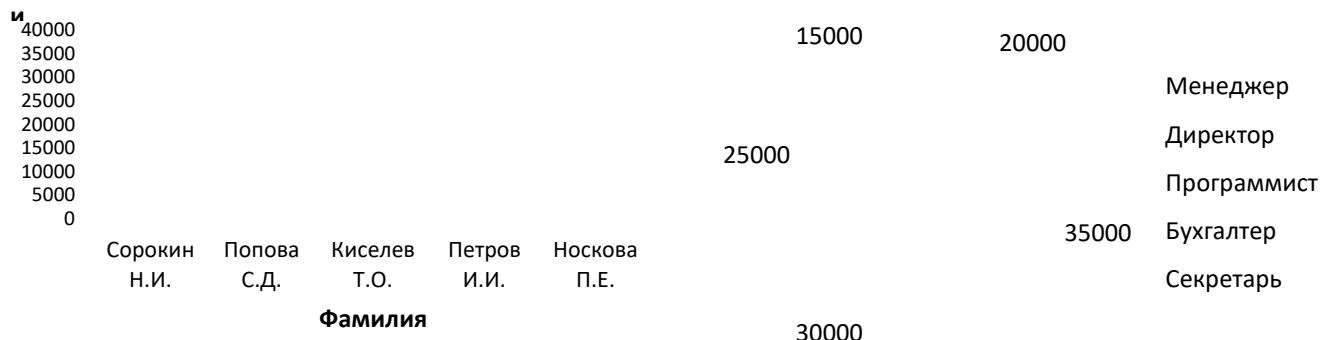 и
40000
35000
30000
25000
20000
15000
10000
5000
0
Сорокин Н.И.
Попова С.Д.
Киселев Т.О.
Петров И.И.
Носкова П.Е.
Фамилия
15000
20000
25000
35000
30000
Менеджер
Директор
Программист
Бухгалтер
Секретарь